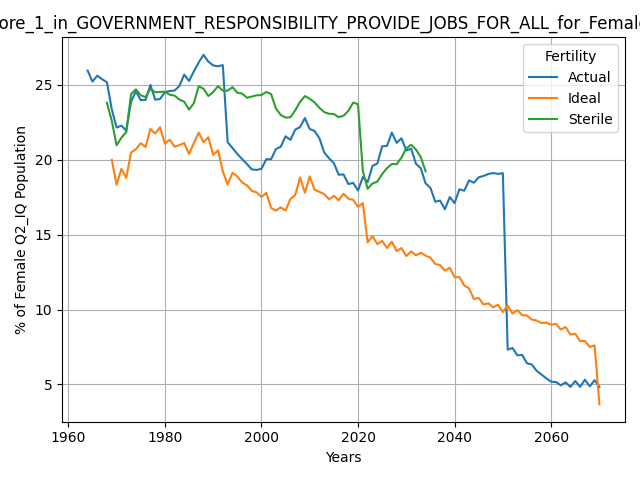 ore_1_in_GOVERNMENT_RESPONSIBILITY_PROVIDE_JOBS_FOR_ALL_for_Female
Fertility
Actual
Ideal
Sterile
% of Female Q2_IQ Population
25
20
15
10
5
1960 1980 2000 2020 2040 2060
Years